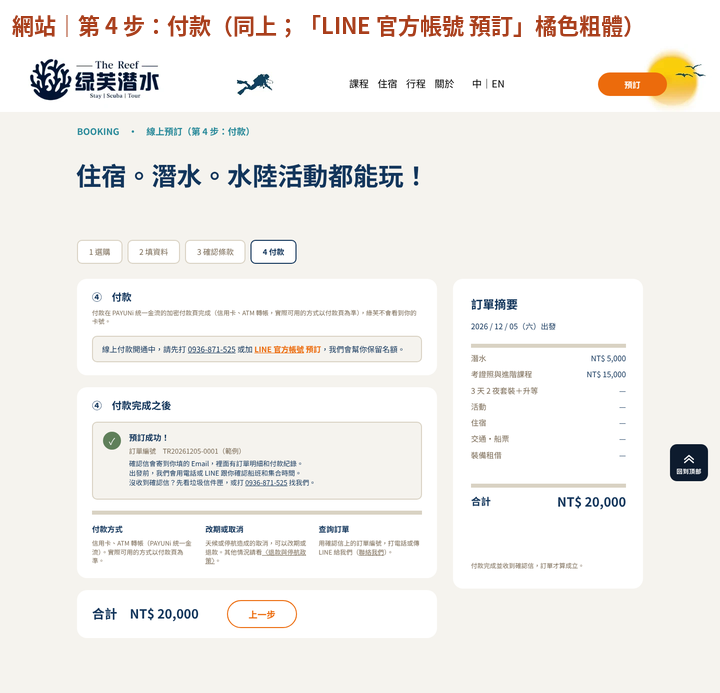 網站｜第 4 步：付款（同上；「LINE 官方帳號 預訂」橘色粗體）
The Reef
绿芙潜水
Stay | Scuba | Tour
課程 住宿 行程 關於 中｜EN
預訂
BOOKING • 線上預訂（第 4 步：付款）
住宿。潛水。水陸活動都能玩！
1 選購 2 填資料 3 確認條款 4 付款
④ 付款
付款在 PAYUNi 統一金流的加密付款頁完成（信用卡、ATM 轉帳，實際可用的方式以付款頁為準），綠芙不會看到你的
卡號。
線上付款開通中，請先打 0936-871-525 或加 LINE 官方帳號 預訂，我們會幫你保留名額。
④ 付款完成之後
✓
預訂成功！
訂單編號 TR20261205-0001（範例）
確認信會寄到你填的 Email，裡面有訂單明細和付款紀錄。
出發前，我們會用電話或 LINE 跟你確認船班和集合時間。
沒收到確認信？先看垃圾信件匣，或打 0936-871-525 找我們。
付款方式
信用卡、ATM 轉帳（PAYUNi 統一金
流）。實際可用的方式以付款頁為
準。
改期或取消
天候或停航造成的取消，可以改期或
退款。其他情況請看《退款與停航政
策》。
查詢訂單
用確認信上的訂單編號，打電話或傳
LINE 給我們（聯絡我們）。
合計 NT$ 20,000
上一步
訂單摘要
2026 / 12 / 05（六）出發
潛水 NT$ 5,000
考證照與進階課程 NT$ 15,000
3 天 2 夜套裝＋升等 —
活動 —
住宿 —
交通・船票 —
裝備租借 —
合計 NT$ 20,000
付款完成並收到確認信，訂單才算成立。
回到頂部